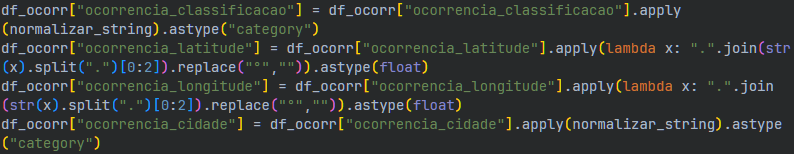 df_ocorr["ocorrencia_classificacao"] = df_ocorr["ocorrencia_classificacao"].apply
(normalizar_string).astype("category")
df_ocorr["ocorrencia_latitude"] = df_ocorr["ocorrencia_latitude"].apply(lambda x: ".".join(str
(x).split(".")[0:2]).replace("°","")).astype(float)
df_ocorr["ocorrencia_longitude"] = df_ocorr["ocorrencia_longitude"].apply(lambda x: ".".join
(str(x).split(".")[0:2]).replace("°","")).astype(float)
df_ocorr["ocorrencia_cidade"] = df_ocorr["ocorrencia_cidade"].apply(normalizar_string).astype
("category")